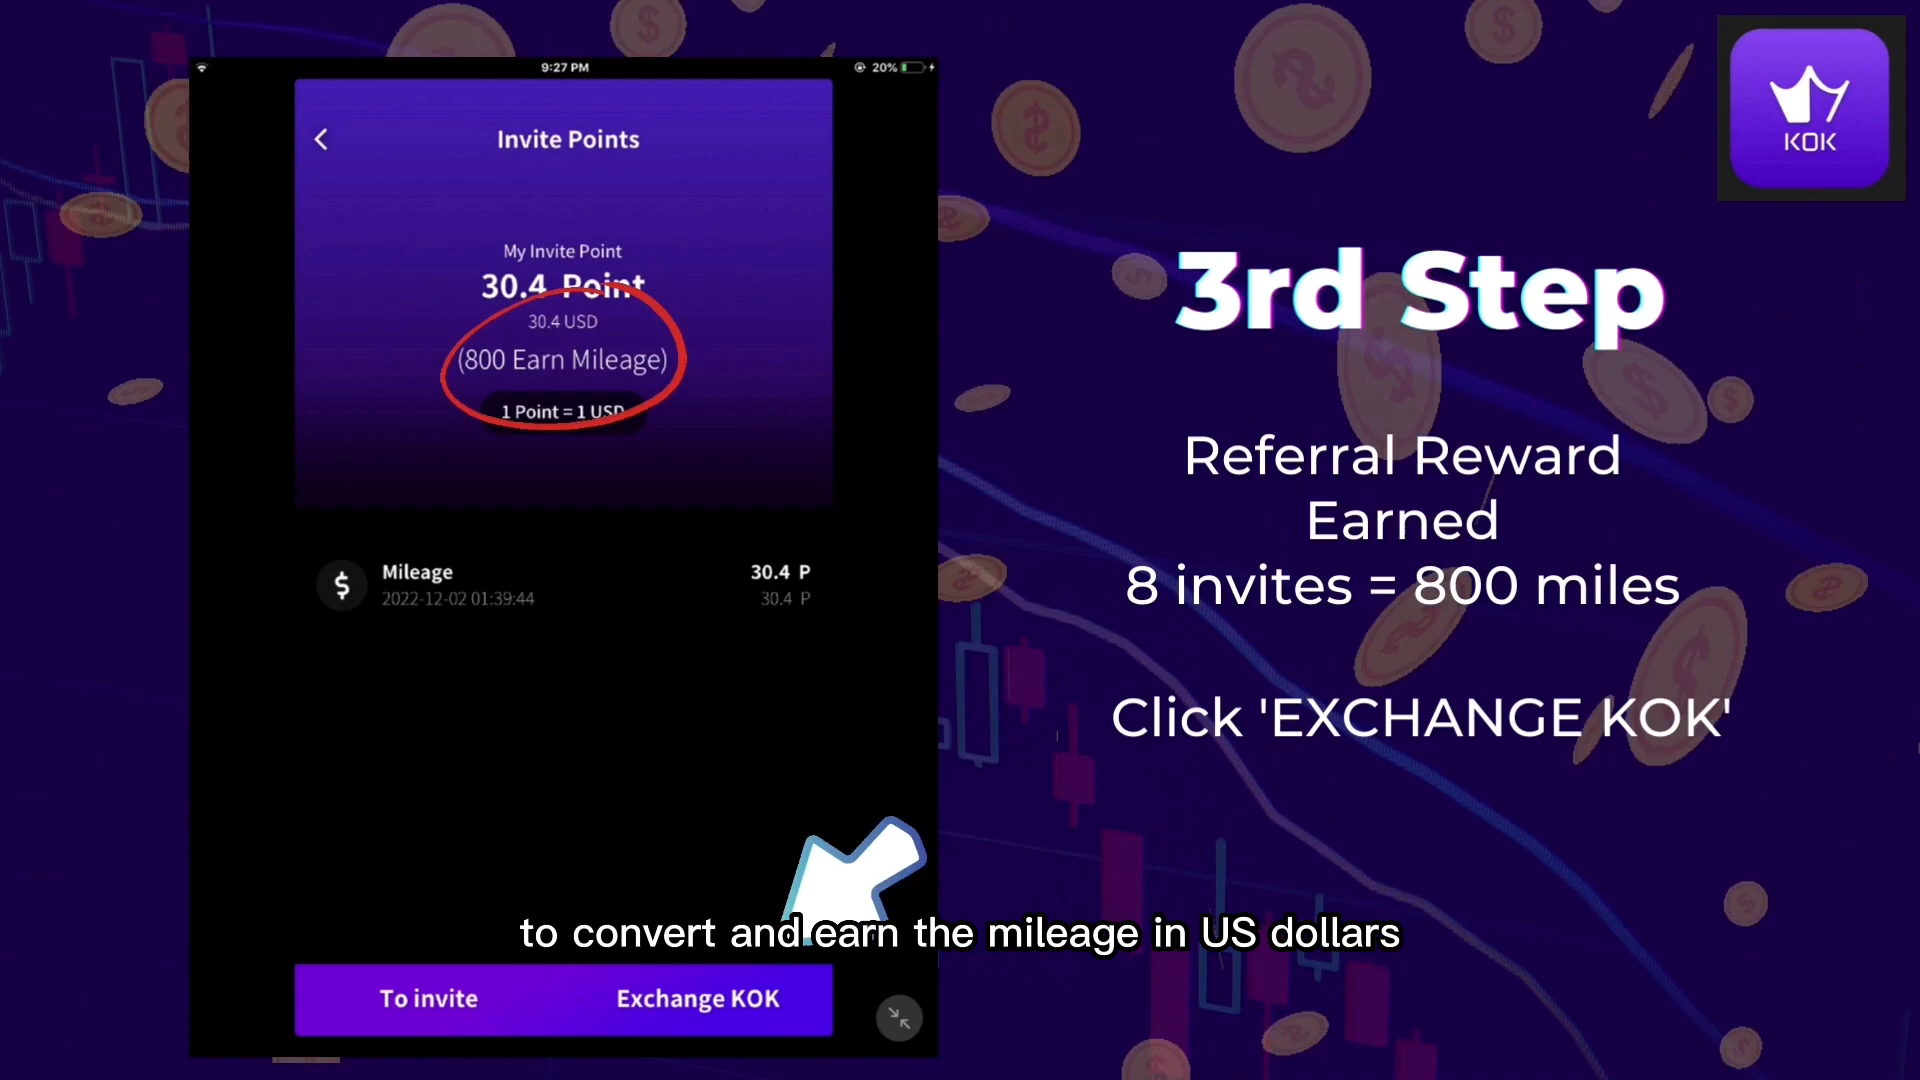 9:27 PM
20%
Invite Points
My Invite Point
30.4 Point
30.4 USD
(800 Earn Mileage)
1 Point = 1 USD
Mileage
30.4 P
2022-12-02 01:39:44
30.4 P
To invite
Exchange KOK
KOK
3rd Step
Referral Reward
Earned
8 invites = 800 miles
Click 'EXCHANGE KOK'
to convert and earn the mileage in US dollars